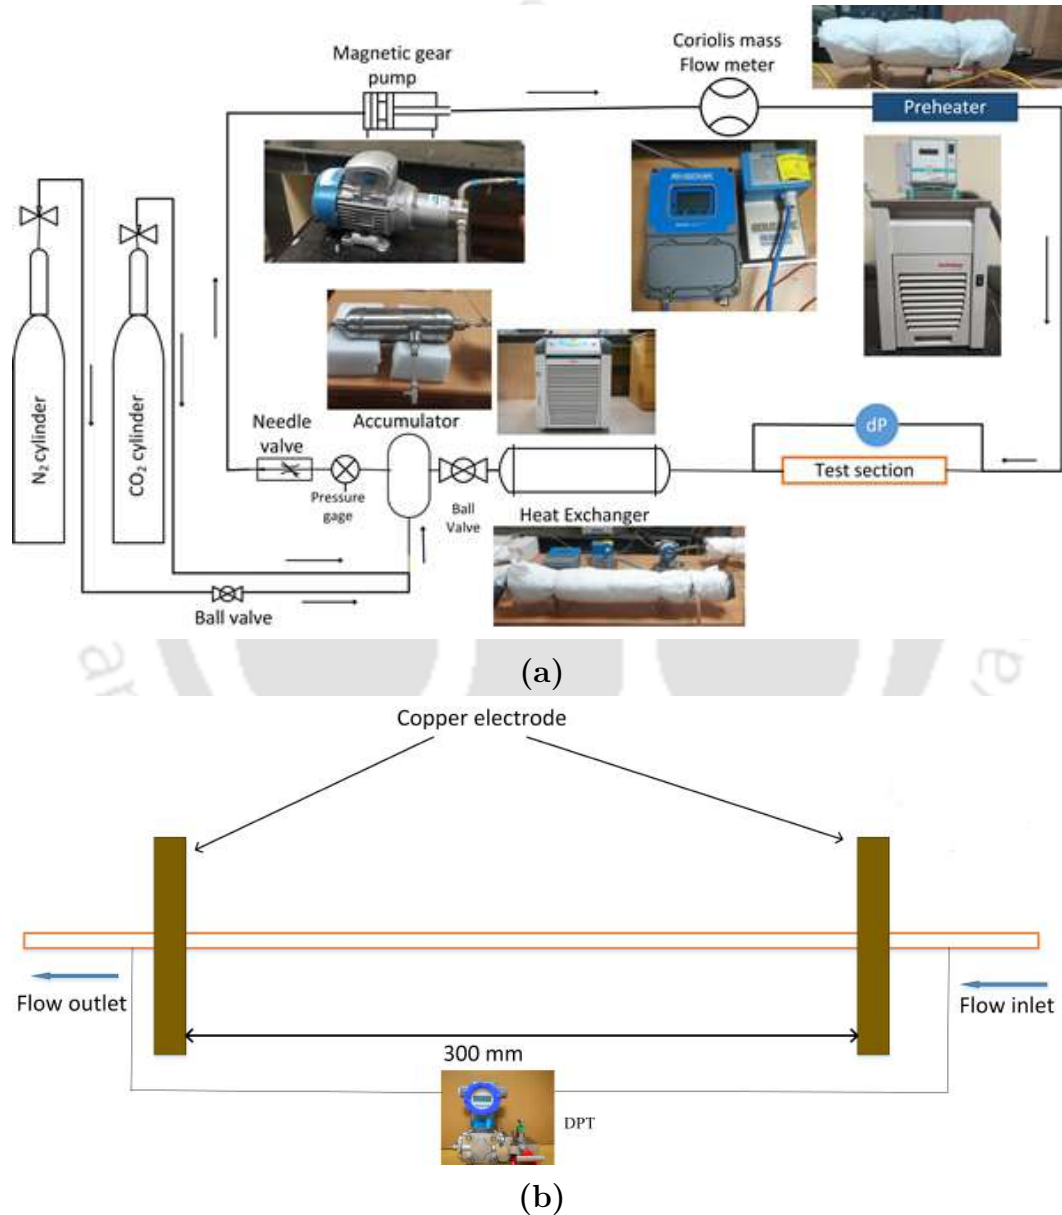 Magnetic gear
pump
Coriolis mass
Flow meter
Preheater
N₂ cylinder
CO₂ cylinder
Needle
valve
Accumulator
dP
Test section
Pressure
gage
Ball
Valve
Heat Exchanger
Ball valve
(a)
Copper electrode
Flow outlet
Flow inlet
300 mm
DPT
(b)